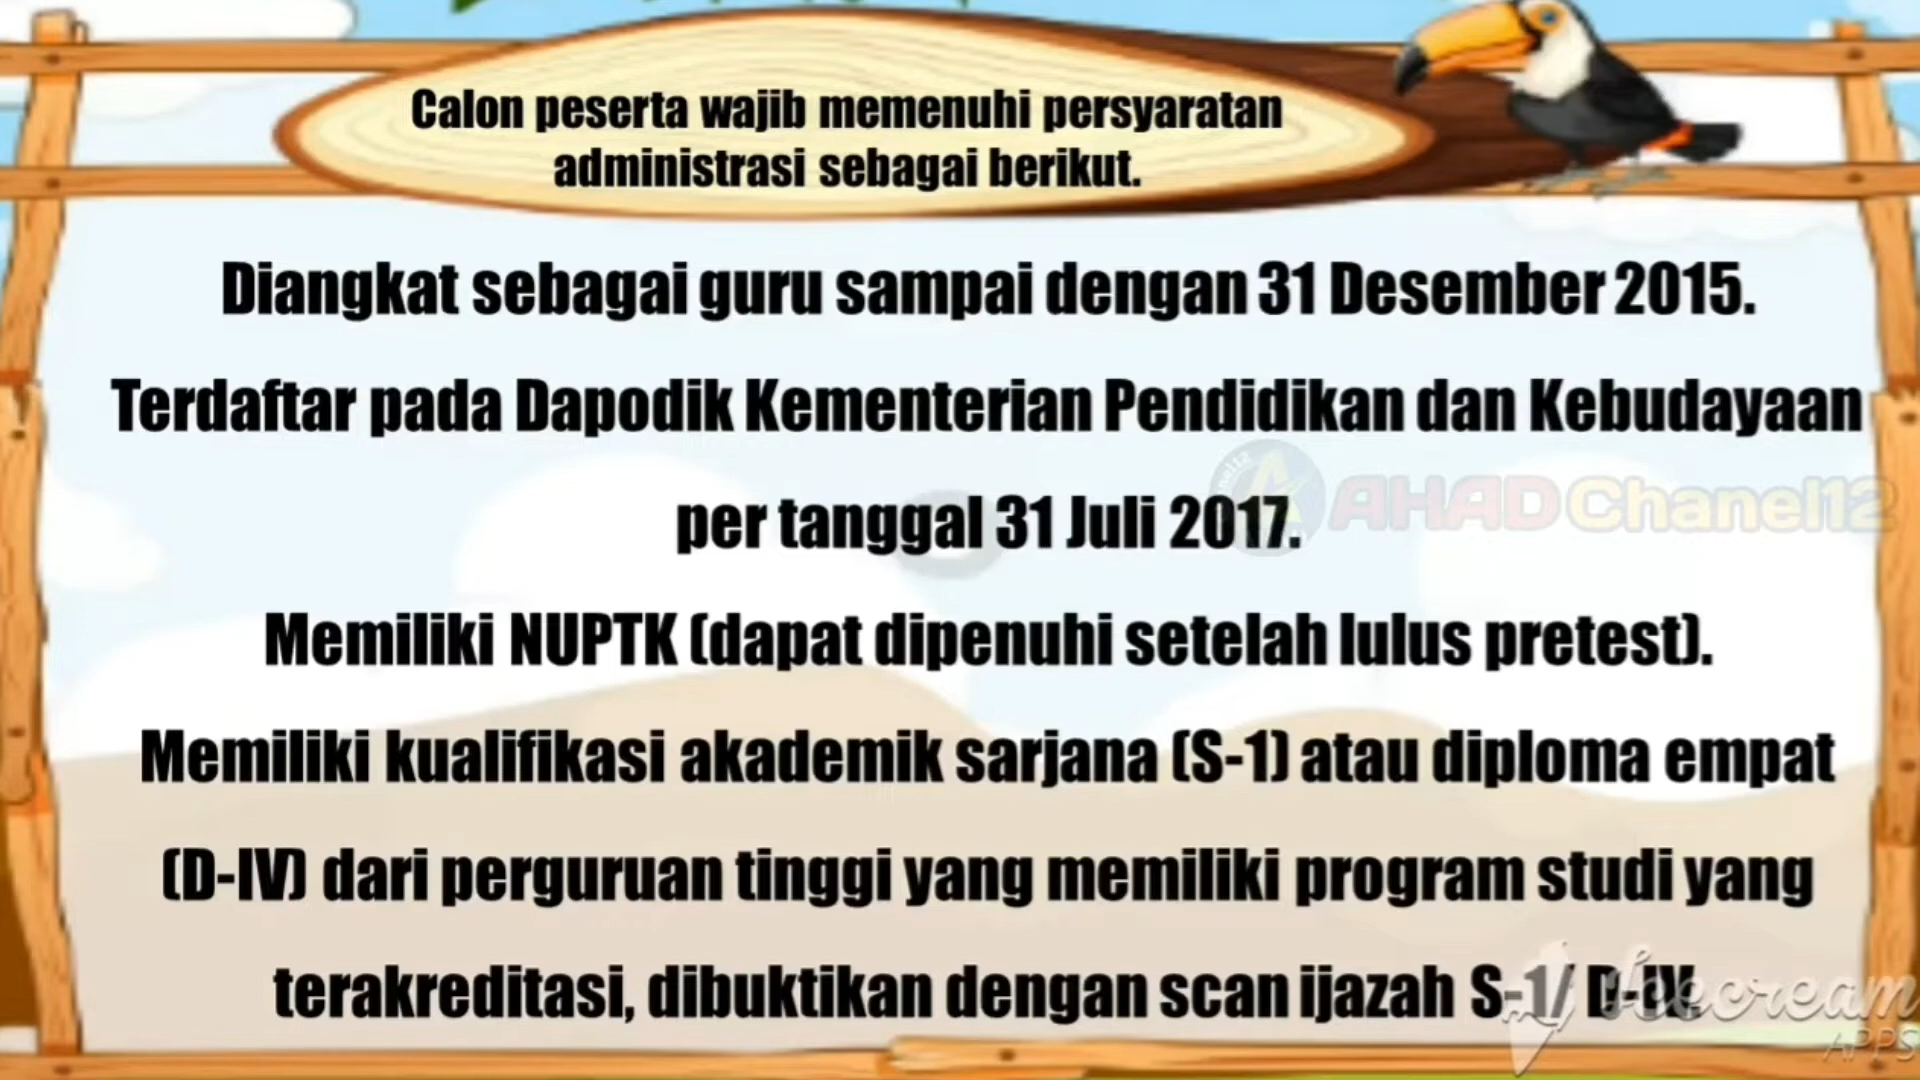 Calon peserta wajib memenuhi persyaratan
administrasi sebagai berikut.
Diangkat sebagai guru sampai dengan 31 Desember 2015.
Terdaftar pada Dapodik Kementerian Pendidikan dan Kebudayaan
AHAD Chanel12
per tanggal 31 Juli 2017.
Memiliki NUPTK (dapat dipenuhi setelah lulus pretest).
Memiliki kualifikasi akademik sarjana (S-1) atau diploma empat
(D-IV) dari perguruan tinggi yang memiliki program studi yang
terakreditasi, dibuktikan dengan scan ijazah S-1/ D-IV.
Icecream
APPS